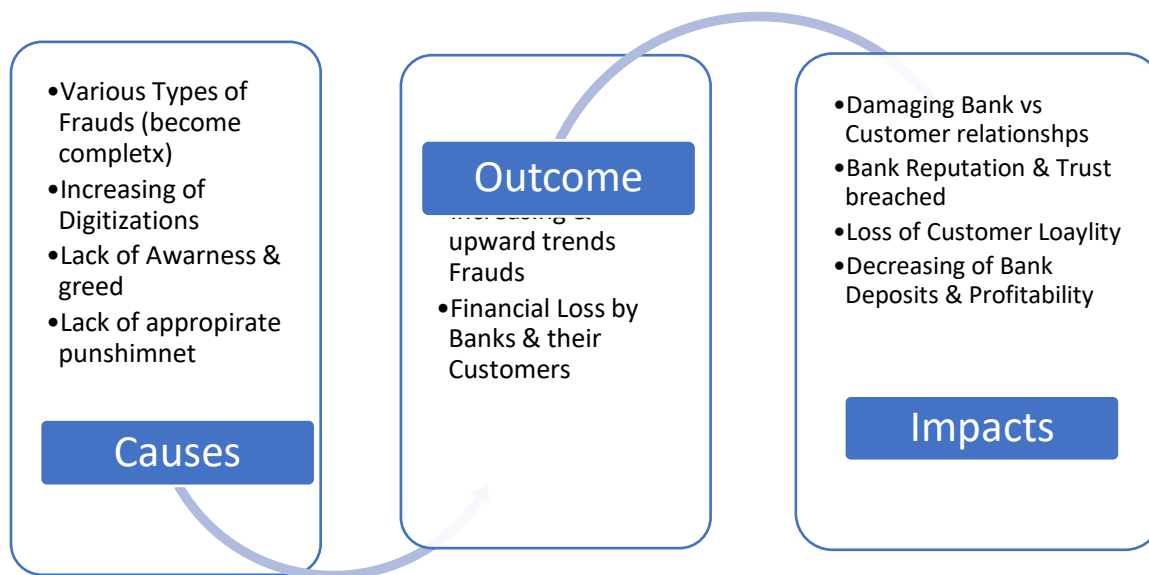 •Various Types of
Frauds (become
completx)
•Increasing of
Digitizations
•Lack of Awarness &
greed
•Lack of appropirate
punshimnet
Causes
Outcome
upward trends
Frauds
•Financial Loss by
Banks & their
Customers
•Damaging Bank vs
Customer relationshps
•Bank Reputation & Trust
breached
•Loss of Customer Loaylity
•Decreasing of Bank
Deposits & Profitability
Impacts